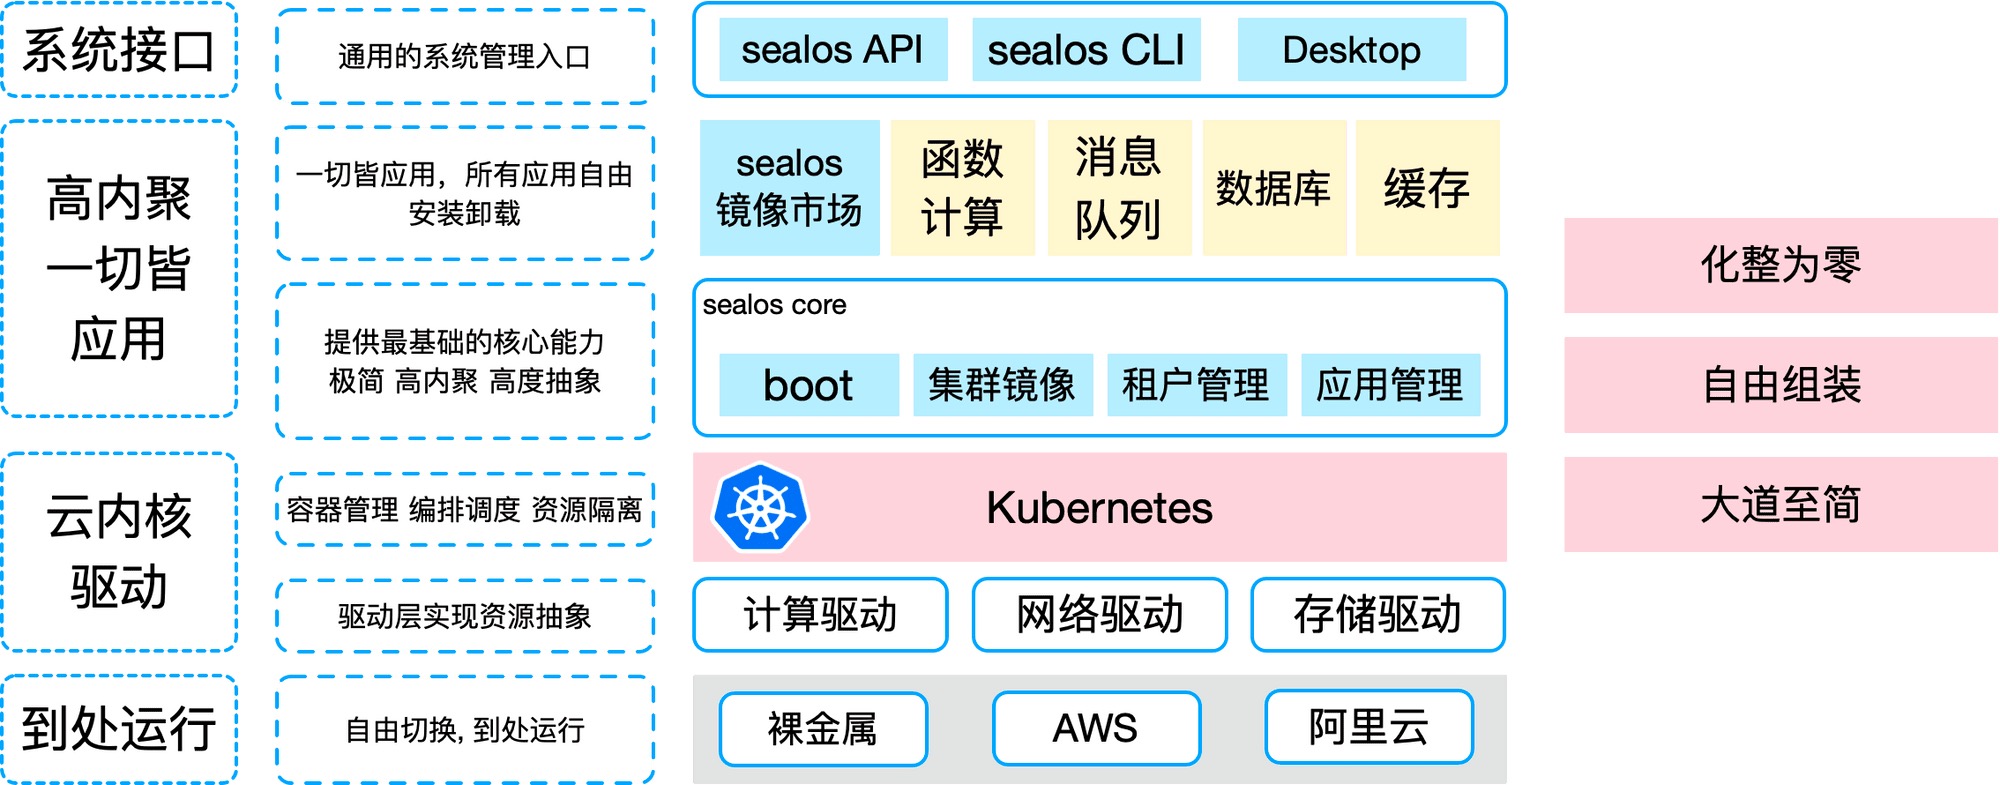 系统接口
通用的系统管理入口
sealos API
sealos CLI
Desktop
高内聚
一切皆
应用
一切皆应用，所有应用自由
安装卸载
sealos
镜像市场
函数
计算
消息
队列
数据库
缓存
提供最基础的核心能力
极简 高内聚 高度抽象
sealos core
boot
集群镜像
租户管理
应用管理
云内核
驱动
容器管理 编排调度 资源隔离
Kubernetes
驱动层实现资源抽象
计算驱动
网络驱动
存储驱动
到处运行
自由切换, 到处运行
裸金属
AWS
阿里云
化整为零
自由组装
大道至简